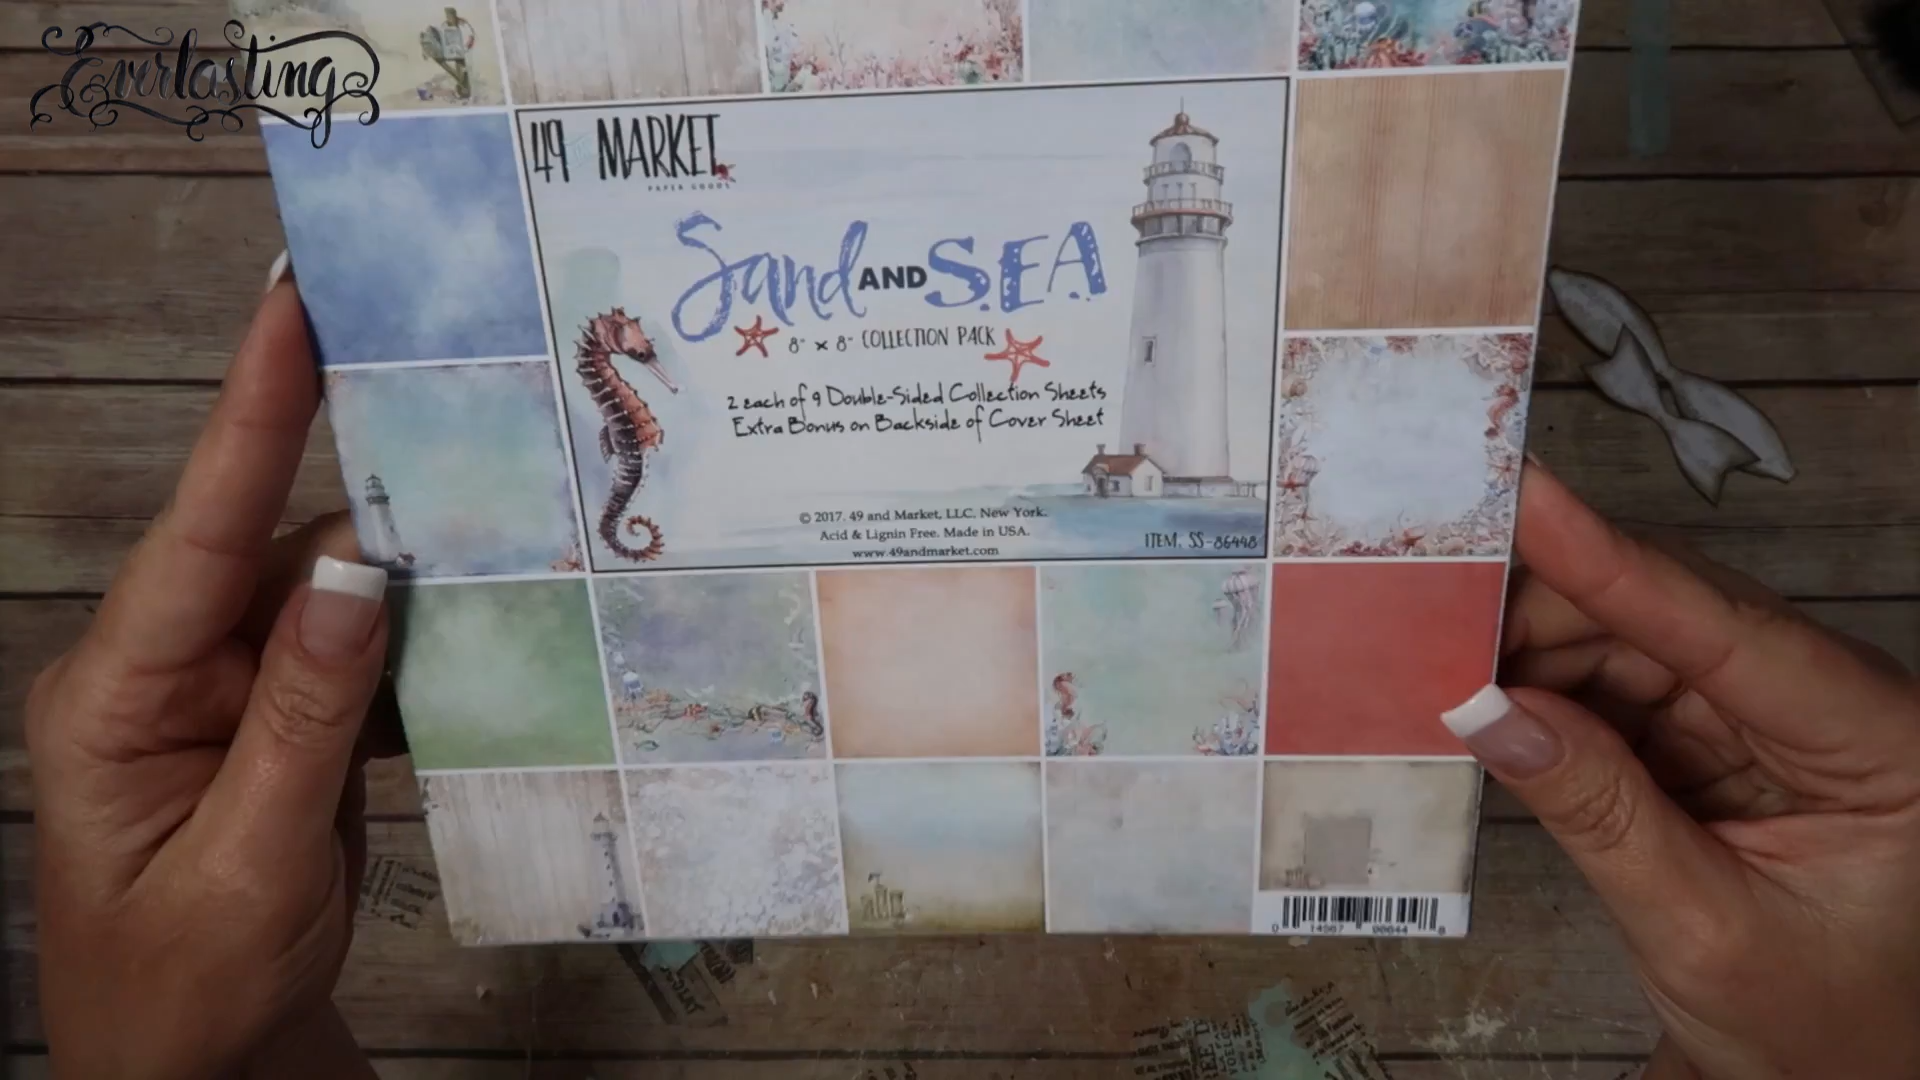 Everlasting
49 MARKET
PAPER GOODS
Sand AND SEA
8" x 8" COLLECTION PACK
2 each of 9 Double-Sided Collection Sheets
Extra Bonus on Backside of Cover Sheet
© 2017. 49 and Market, LLC. New York.
Acid & Lignin Free. Made in USA.
www.49andmarket.com
ITEM. SS-86448